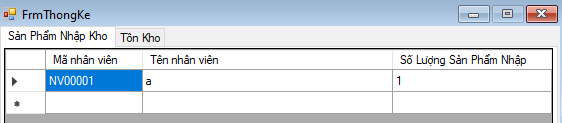 FrmThongKe
Sản Phẩm Nhập Kho Tôn Kho
Mã nhân viên Tên nhân viên Số Lượng Sản Phẩm Nhập
NV00001 a 1